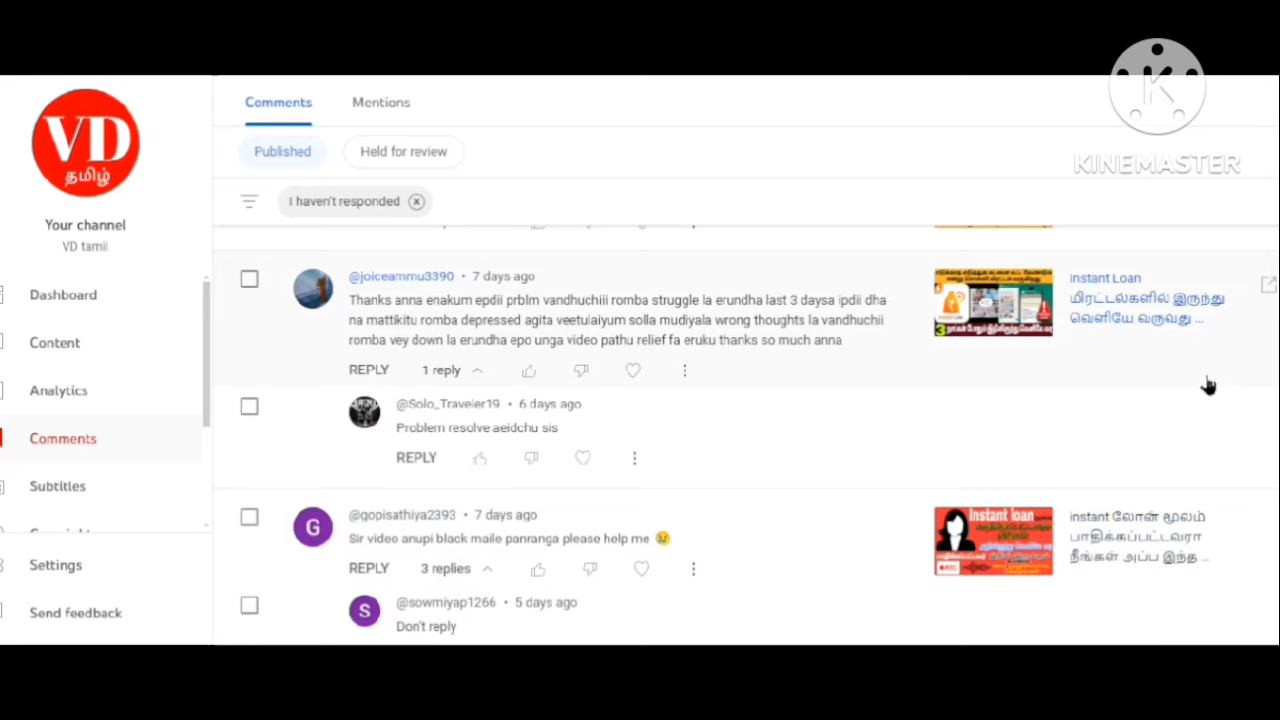 KINEMASTER
VD
தமிழ்
Your channel
VD tamil
Dashboard
Content
Analytics
Comments
Subtitles
Settings
Send feedback
Comments
Mentions
Published
Held for review
I haven't responded
@joiceammu3390 • 7 days ago
Thanks anna enakum epdii prblm vandhuchiii romba struggle la erundha last 3 daysa ipdii dha
na mattikitu romba depressed agita veetulaiyum solla mudiyala wrong thoughts la vandhuchii
romba vey down la erundha epo unga video pathu relief fa eruku thanks so much anna
REPLY 1 reply
instant Loan
மிரட்டல்களில் இருந்து
வெளியே வருவது ...
@Solo_Traveler19 • 6 days ago
Problem resolve aeidchu sis
REPLY
@gopisathiya2393 • 7 days ago
Sir video anupi black maile panranga please help me 😢
REPLY 3 replies
G
Instant loan
instant லோன் மூலம்
பாதிக்கப்பட்டவரா
நீங்கள் அப்ப இந்த ...
@sowmiyap1266 • 5 days ago
Don't reply
S